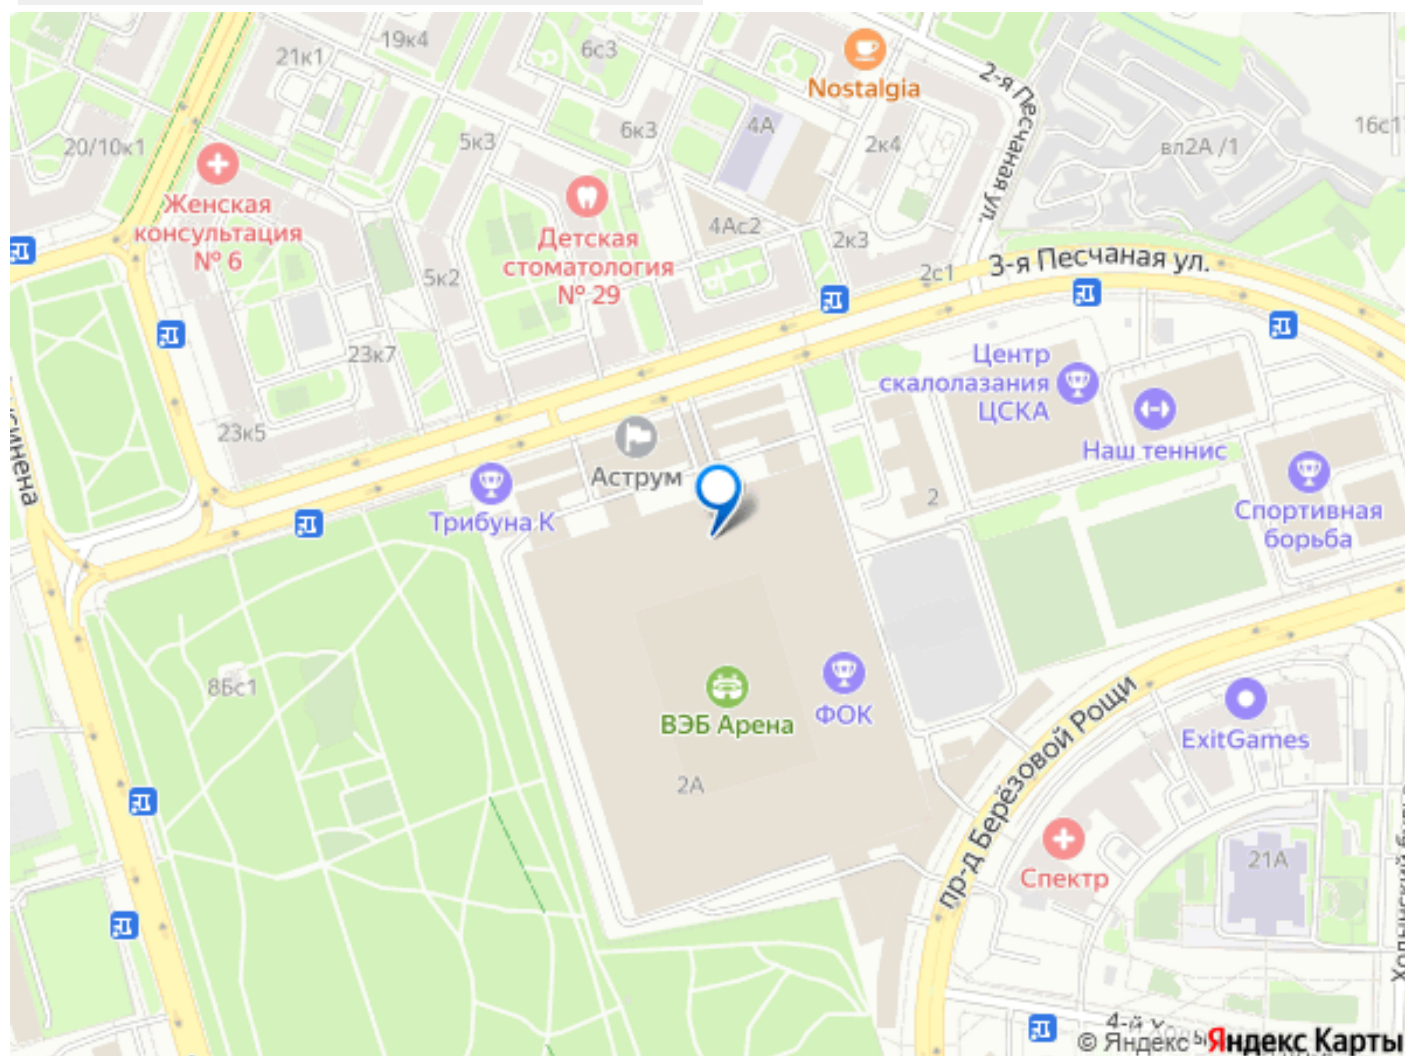 19к4
21к1
6с3
Nostalgia
2-я Песчаная ул.
20/10к1
5к3
6к3
4А
2к4
вл2А /1
Женская
консультация
№ 6
Детская
стоматология
№ 29
4Ас2
2к3
5к2
2с1
3-я Песчаная ул.
23к7
Центр
скалолазания
ЦСКА
23к5
Аструм
Наш теннис
Трибуна К
2
Спортивная
борьба
8Бс1
ВЭБ Арена
ФОК
2А
пр-д Берёзовой Рощи
ExitGames
Спектр
21А
4-й
© Яндекс
Яндекс Карты